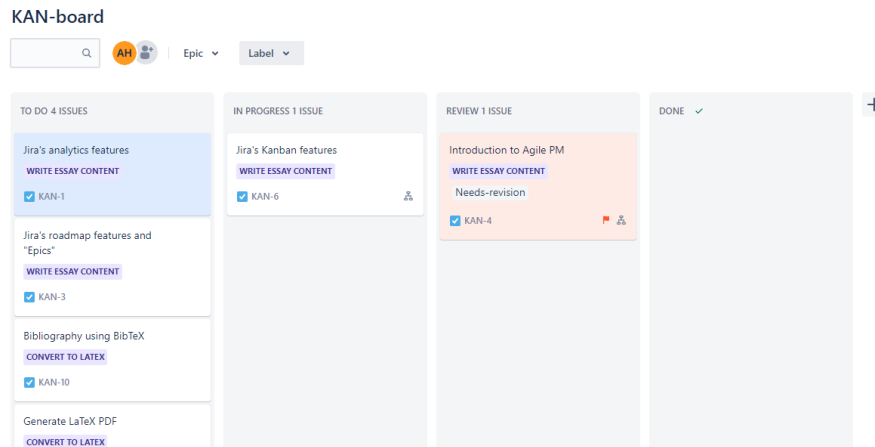 KAN-board
AH
Epic
Label
TO DO 4 ISSUES
Jira's analytics features
WRITE ESSAY CONTENT
KAN-1
Jira's roadmap features and
"Epics"
WRITE ESSAY CONTENT
KAN-3
Bibliography using BibTeX
CONVERT TO LATEX
KAN-10
Generate LaTeX PDF
CONVERT TO LATEX
IN PROGRESS 1 ISSUE
Jira's Kanban features
WRITE ESSAY CONTENT
KAN-6
REVIEW 1 ISSUE
Introduction to Agile PM
WRITE ESSAY CONTENT
Needs-revision
KAN-4
DONE